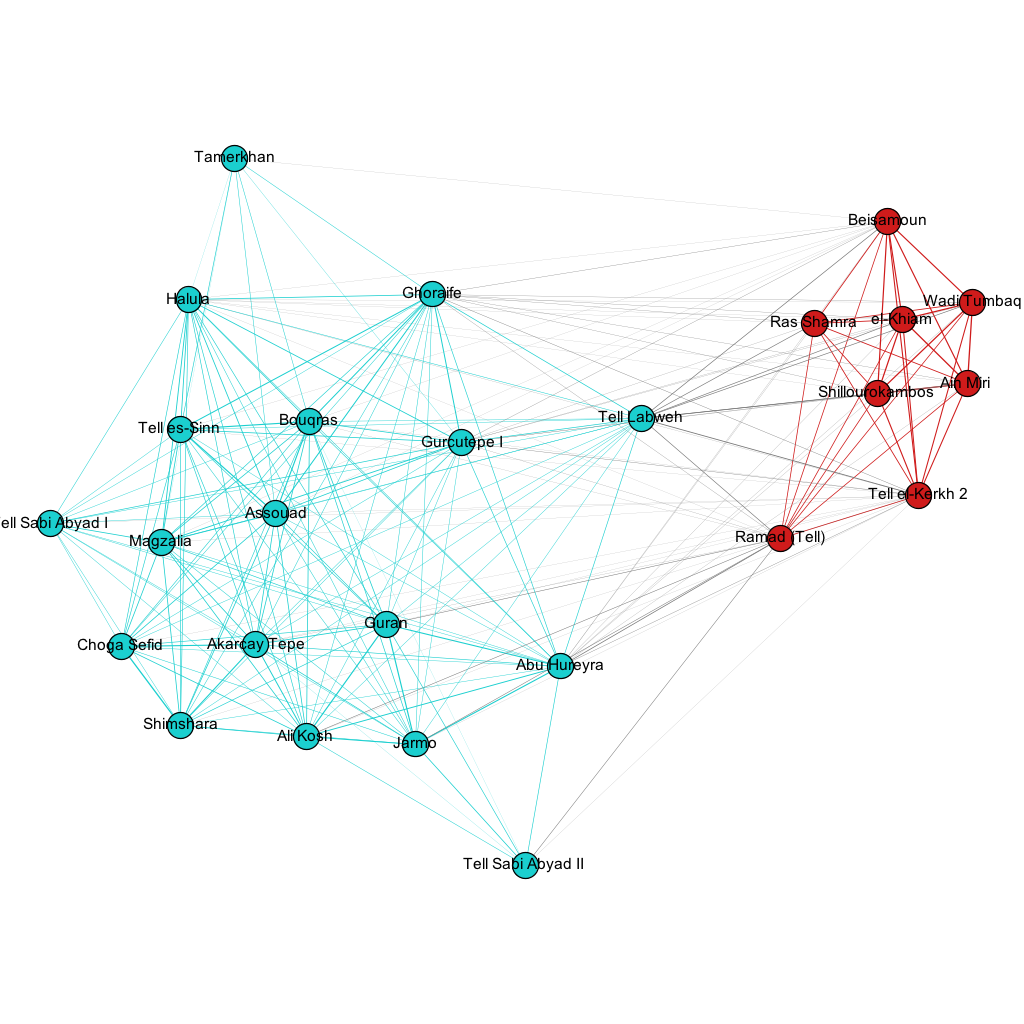 Tamerkhan
Beisamoun
Halula
Ghoraife
Wadi Tumbaq
Ras Shamra
el-Khiam
Ain Miri
Shillourokambos
Tell Labweh
Bouqras
Tell es-Sinn
Gurcutepe I
Tell el-Kerkh 2
Assouad
ell Sabi Abyad I
Magzalia
Ramad (Tell)
Guran
Choga Sefid
Akarcay Tepe
Abu Hureyra
Shimshara
Ali Kosh
Jarmo
Tell Sabi Abyad II